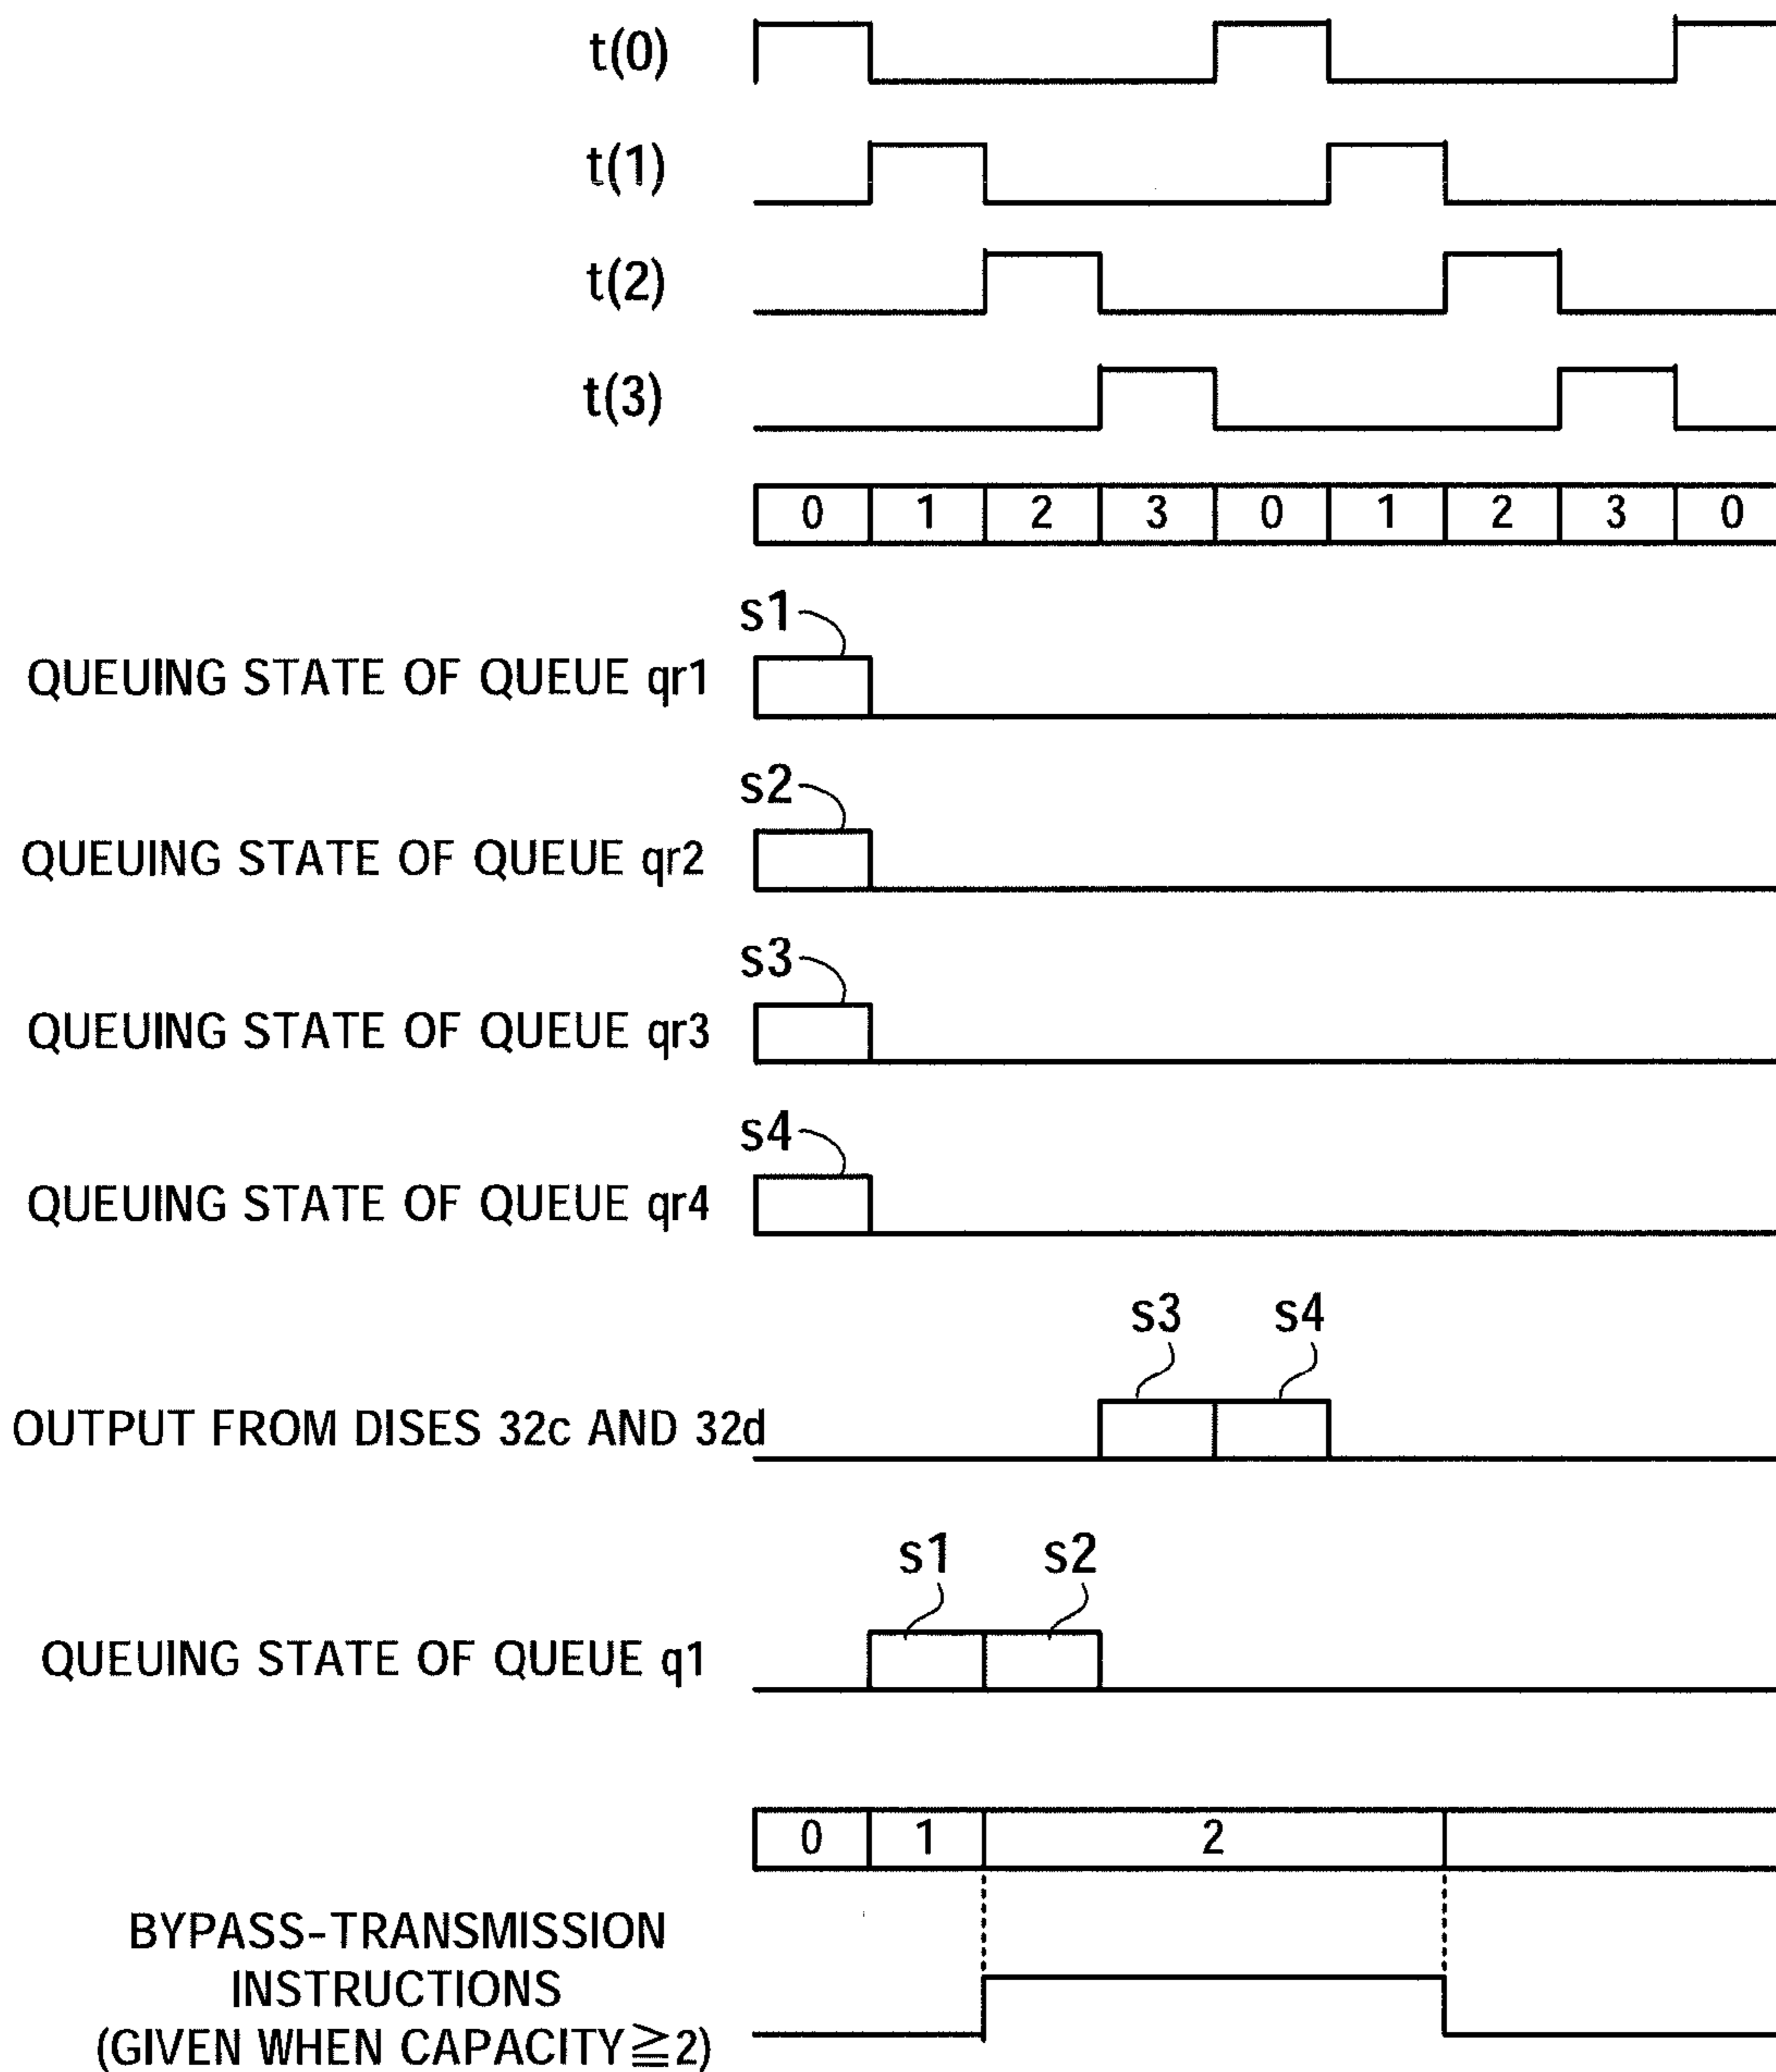 t(0)
t(1)
t(2)
t(3)
0 1 2 3 0 1 2 3 0
s1
QUEUING STATE OF QUEUE qr1
s2
QUEUING STATE OF QUEUE qr2
s3
QUEUING STATE OF QUEUE qr3
s4
QUEUING STATE OF QUEUE qr4
s3 s4
OUTPUT FROM DISES 32c AND 32d
s1 s2
QUEUING STATE OF QUEUE q1
0 1 2
BYPASS-TRANSMISSION
INSTRUCTIONS
(GIVEN WHEN CAPACITY≧2)